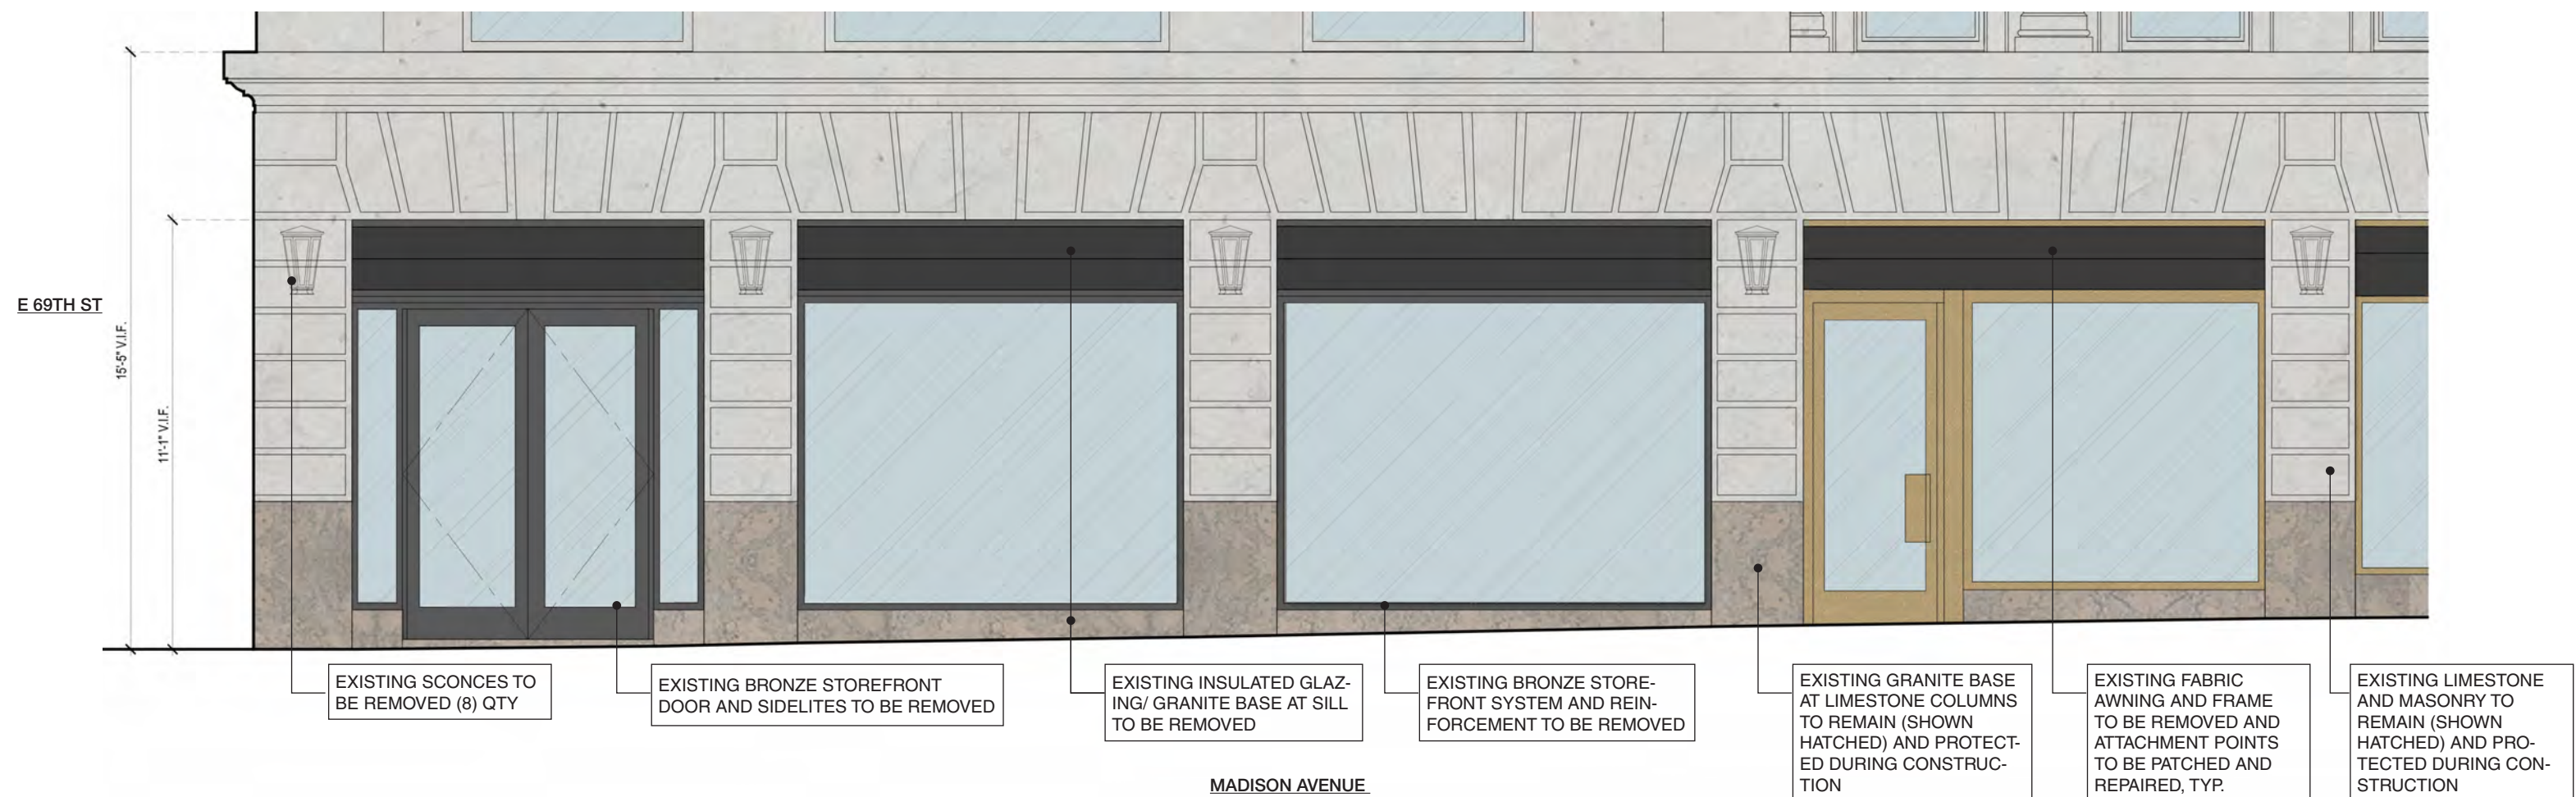 E 69TH ST
15'-5" V.I.F.
11'-1" V.I.F.
EXISTING SCONCES TO
BE REMOVED (8) QTY
EXISTING BRONZE STOREFRONT
DOOR AND SIDELITES TO BE REMOVED
EXISTING INSULATED GLAZ-
ING/ GRANITE BASE AT SILL
TO BE REMOVED
EXISTING BRONZE STORE-
FRONT SYSTEM AND REIN-
FORCEMENT TO BE REMOVED
EXISTING GRANITE BASE
AT LIMESTONE COLUMNS
TO REMAIN (SHOWN
HATCHED) AND PROTECT-
ED DURING CONSTRUC-
TION
EXISTING FABRIC
AWNING AND FRAME
TO BE REMOVED AND
ATTACHMENT POINTS
TO BE PATCHED AND
REPAIRED, TYP.
EXISTING LIMESTONE
AND MASONRY TO
REMAIN (SHOWN
HATCHED) AND PRO-
TECTED DURING CON-
STRUCTION
MADISON AVENUE